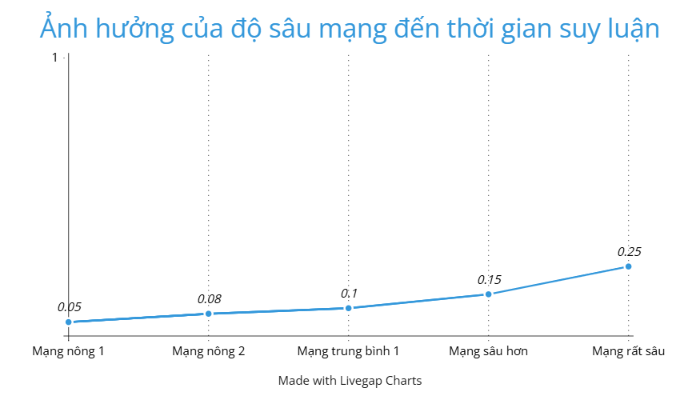 Ảnh hưởng của độ sâu mạng đến thời gian suy luận
1
0.05
0.08
0.1
0.15
0.25
Mạng nông 1
Mạng nông 2
Mạng trung bình 1
Mạng sâu hơn
Mạng rất sâu
Made with Livegap Charts